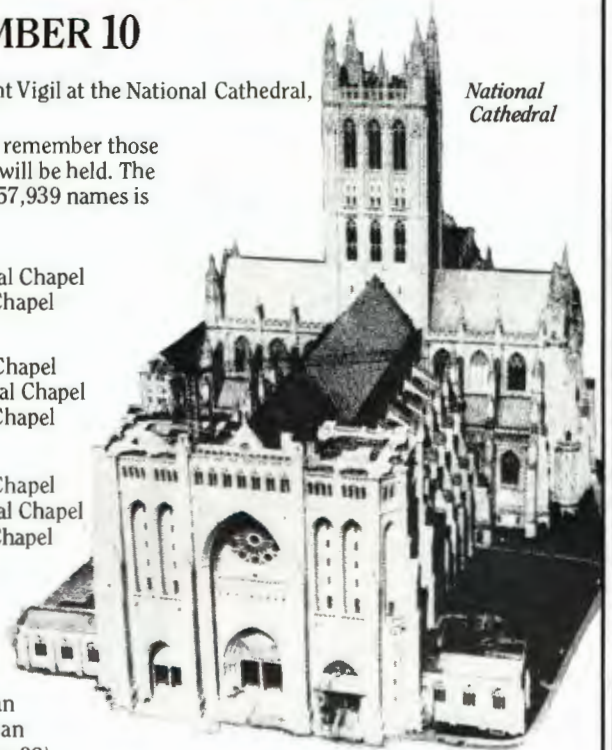 MBER 10
nt Vigil at the National Cathedral,
National
Cathedral
remember those
will be held. The
57,939 names is
al Chapel
Chapel
Chapel
al Chapel
Chapel
Chapel
al Chapel
Chapel
an
an